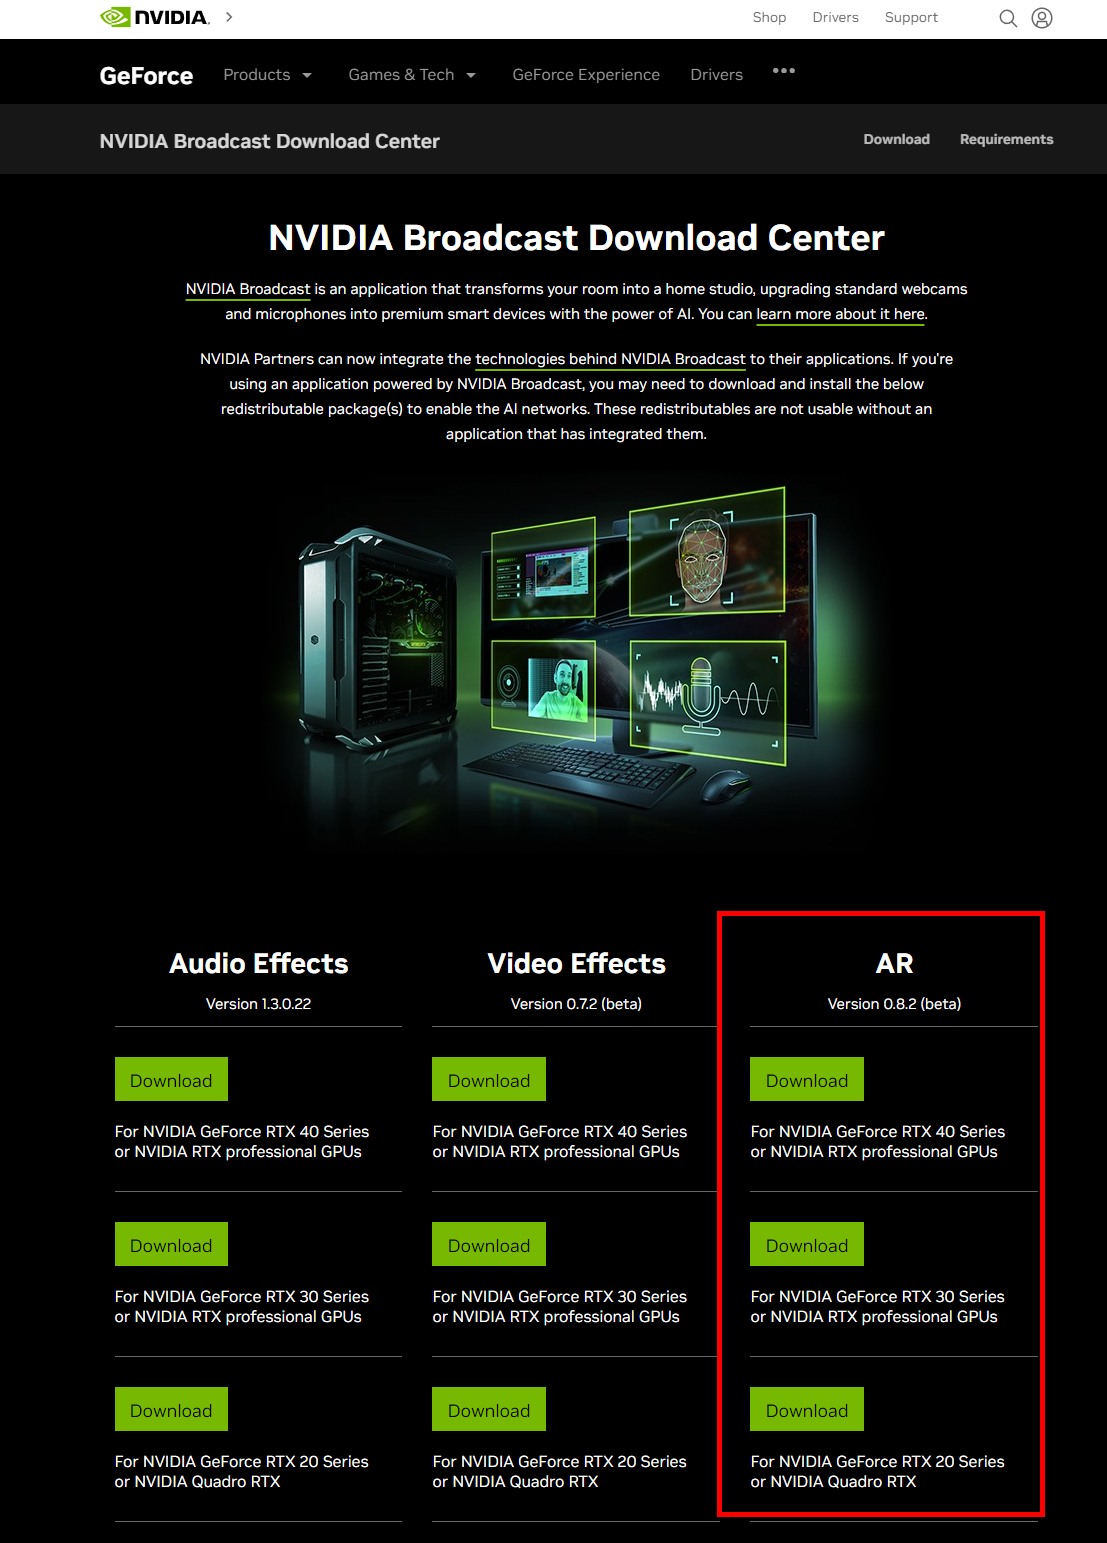 NVIDIA.
Shop Drivers Support
GeForce Products Games & Tech GeForce Experience Drivers •••
NVIDIA Broadcast Download Center Download Requirements
NVIDIA Broadcast Download Center
NVIDIA Broadcast is an application that transforms your room into a home studio, upgrading standard webcams
and microphones into premium smart devices with the power of AI. You can learn more about it here.
NVIDIA Partners can now integrate the technologies behind NVIDIA Broadcast to their applications. If you're
using an application powered by NVIDIA Broadcast, you may need to download and install the below
redistributable package(s) to enable the AI networks. These redistributables are not usable without an
application that has integrated them.
Audio Effects
Version 1.3.0.22
Download
For NVIDIA GeForce RTX 40 Series
or NVIDIA RTX professional GPUs
Download
For NVIDIA GeForce RTX 30 Series
or NVIDIA RTX professional GPUs
Download
For NVIDIA GeForce RTX 20 Series
or NVIDIA Quadro RTX
Video Effects
Version 0.7.2 (beta)
Download
For NVIDIA GeForce RTX 40 Series
or NVIDIA RTX professional GPUs
Download
For NVIDIA GeForce RTX 30 Series
or NVIDIA RTX professional GPUs
Download
For NVIDIA GeForce RTX 20 Series
or NVIDIA Quadro RTX
AR
Version 0.8.2 (beta)
Download
For NVIDIA GeForce RTX 40 Series
or NVIDIA RTX professional GPUs
Download
For NVIDIA GeForce RTX 30 Series
or NVIDIA RTX professional GPUs
Download
For NVIDIA GeForce RTX 20 Series
or NVIDIA Quadro RTX